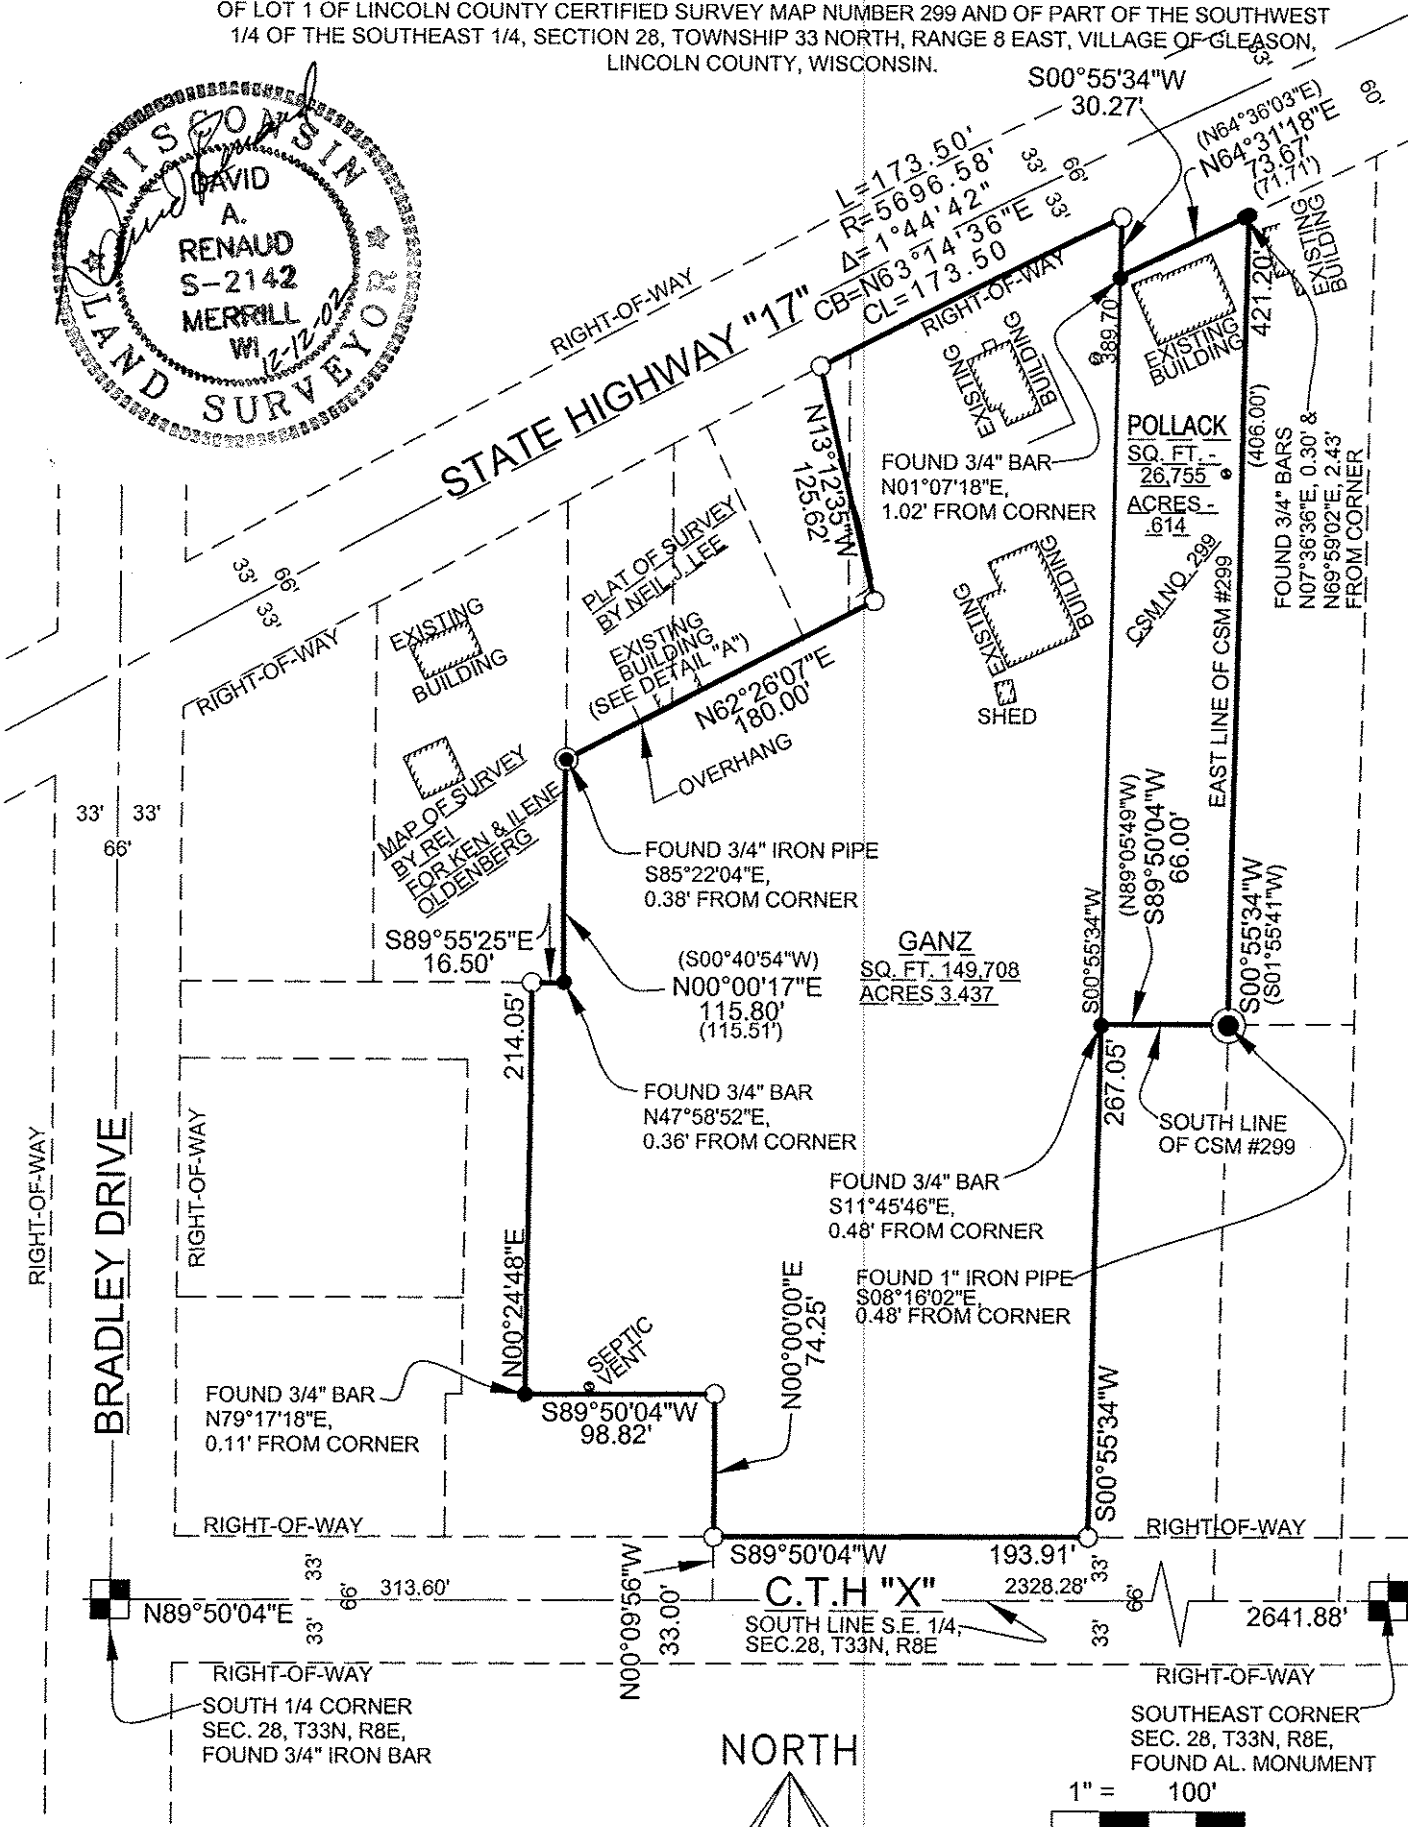 OF LOT 1 OF LINCOLN COUNTY CERTIFIED SURVEY MAP NUMBER 299 AND OF PART OF THE SOUTHWEST
1/4 OF THE SOUTHEAST 1/4, SECTION 28, TOWNSHIP 33 NORTH, RANGE 8 EAST, VILLAGE OF GLEASON,
LINCOLN COUNTY, WISCONSIN.
WISCONSIN
DAVID
A.
RENAUD
S-2142
MERRILL
WI
12-12-02
LAND SURVEYOR
S00°55'34"W
30.27'
33'
60'
(N64°36'03"E)
N64°31'18"E
73.67'
(71.71')
L=173.50'
R=5696.58'
Δ=1°44'42"
CB=N63°14'36"E
CL=173.50
33'
66'
33'
RIGHT-OF-WAY
STATE HIGHWAY "17"
RIGHT-OF-WAY
EXISTING
BUILDING
EXISTING
BUILDING
EXISTING
BUILDING
389.70'
421.20'
(406.00')
POLLACK
SQ. FT. -
26,755
ACRES -
.614
CSM NO. 299
FOUND 3/4" BARS
N07°36'36"E, 0.30' &
N69°59'02"E, 2.43'
FROM CORNER
FOUND 3/4" BAR
N01°07'18"E,
1.02' FROM CORNER
N13°12'35"W
125.62'
PLAT OF SURVEY
BY NEIL J. LEE
EXISTING
BUILDING
(SEE DETAIL "A")
N62°26'07"E
180.00'
OVERHANG
33'
66'
33'
RIGHT-OF-WAY
EXISTING
BUILDING
EXISTING
BUILDING
SHED
EAST LINE OF CSM #299
MAP OF SURVEY
BY REI
FOR KEN & ILENE
OLDENBERG
33'
33'
66'
FOUND 3/4" IRON PIPE
S85°22'04"E,
0.38' FROM CORNER
S89°55'25"E
16.50'
(S00°40'54"W)
N00°00'17"E
115.80'
(115.51')
GANZ
SQ. FT. 149,708
ACRES 3.437
S00°55'34"W
(N89°05'49"W)
S89°50'04"W
66.00'
S00°55'34"W
(S01°55'41"W)
214.05'
267.05'
FOUND 3/4" BAR
N47°58'52"E,
0.36' FROM CORNER
SOUTH LINE
OF CSM #299
RIGHT-OF-WAY
BRADLEY DRIVE
RIGHT-OF-WAY
FOUND 3/4" BAR
S11°45'46"E,
0.48' FROM CORNER
FOUND 1" IRON PIPE
S08°16'02"E,
0.48' FROM CORNER
N00°24'48"E
SEPTIC
VENT
N00°00'00"E
74.25'
FOUND 3/4" BAR
N79°17'18"E,
0.11' FROM CORNER
S89°50'04"W
98.82'
S00°55'34"W
RIGHT-OF-WAY
RIGHT-OF-WAY
S89°50'04"W
193.91'
N00°09'56"W
33.00'
33'
66'
33'
313.60'
C.T.H "X"
2328.28'
33'
66'
33'
N89°50'04"E
2641.88'
SOUTH LINE S.E. 1/4,
SEC.28, T33N, R8E
RIGHT-OF-WAY
RIGHT-OF-WAY
SOUTH 1/4 CORNER
SEC. 28, T33N, R8E,
FOUND 3/4" IRON BAR
SOUTHEAST CORNER
SEC. 28, T33N, R8E,
FOUND AL. MONUMENT
NORTH
1" = 100'